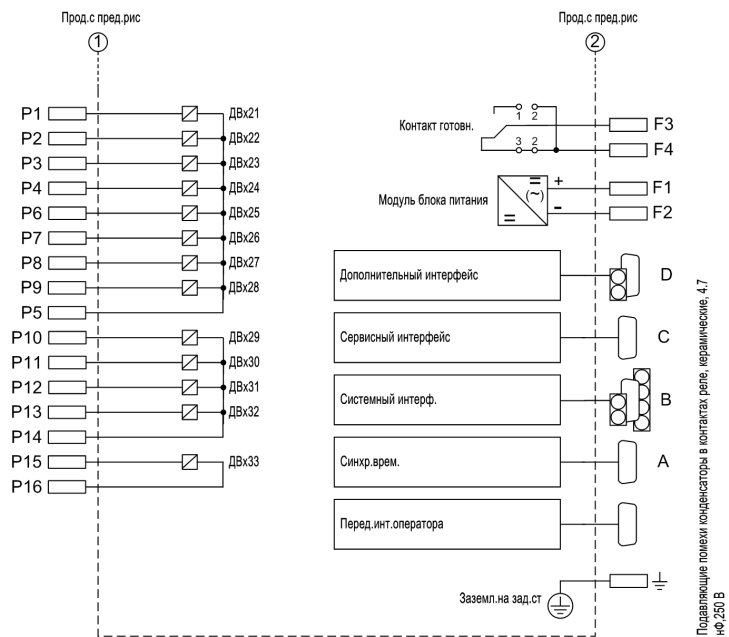 Прод.с пред.рис
Прод.с пред.рис
1
2
P1
ДВх21
P2
ДВх22
P3
ДВх23
P4
ДВх24
P6
ДВх25
P7
ДВх26
P8
ДВх27
P9
ДВх28
P5
P10
ДВх29
P11
ДВх30
P12
ДВх31
P13
ДВх32
P14
P15
ДВх33
P16
Контакт готовн.
1 2
3 2
F3
F4
Модуль блока питания
=
(~)
=
+
-
F1
F2
Дополнительный интерфейс
D
Сервисный интерфейс
C
Системный интерф.
B
Синхр.врем.
A
Перед.инт.оператора
Заземл.на зад.ст
Подавляющие помехи конденсаторы в контактах реле, керамические, 4.7
нФ,250 В